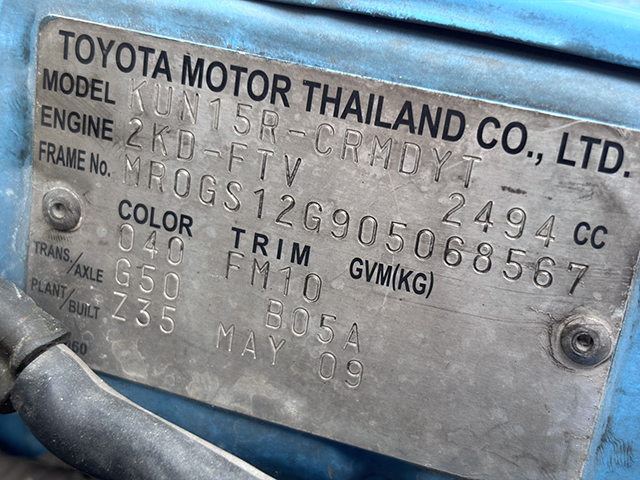 TOYOTA MOTOR THAILAND CO., LTD.
MODEL KUN15R-CRMDYT
ENGINE 2KD-FTV 2494 CC
FRAME No. MR0GS12G905068567
COLOR TRIM GVM(KG)
040 FM10
TRANS./AXLE G50 B05A
PLANT/BUILT Z35 MAY 09
60